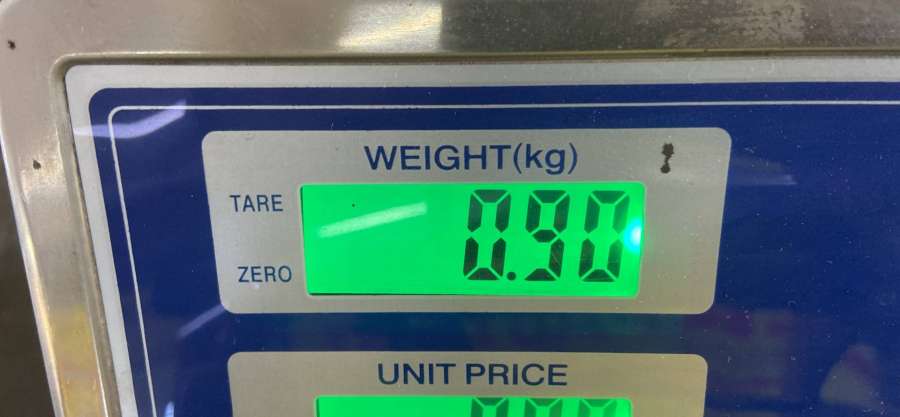 WEIGHT(kg)
TARE
0.90
ZERO
UNIT PRICE